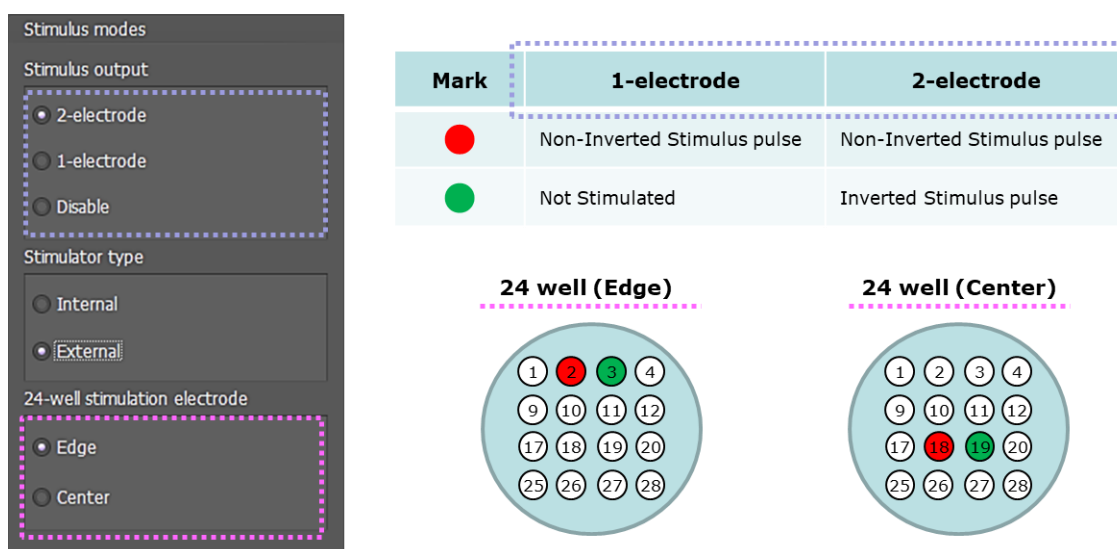 Stimulus modes
Stimulus output
2-electrode
1-electrode
Disable
Stimulator type
Internal
External
24-well stimulation electrode
Edge
Center
Mark 1-electrode 2-electrode
Non-Inverted Stimulus pulse Non-Inverted Stimulus pulse
Not Stimulated Inverted Stimulus pulse
24 well (Edge)
1 2 3 4
9 10 11 12
17 18 19 20
25 26 27 28
24 well (Center)
1 2 3 4
9 10 11 12
17 18 19 20
25 26 27 28